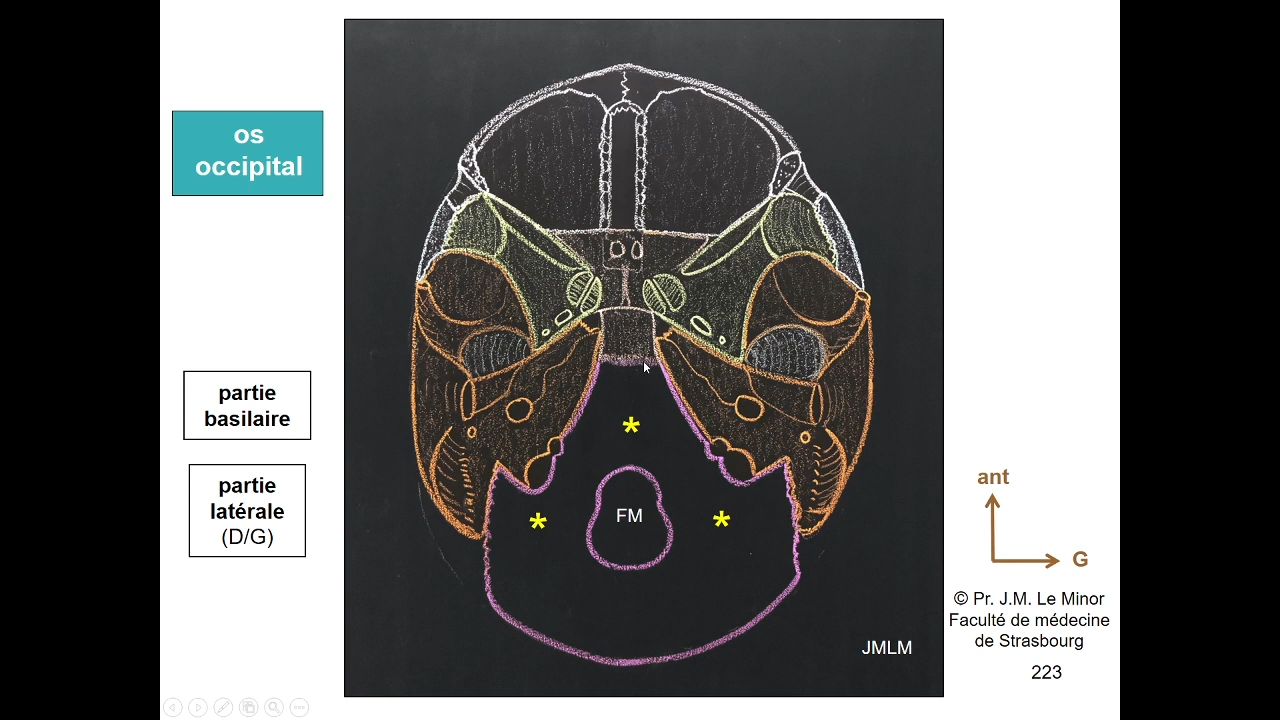 os
occipital
partie
basilaire
partie
latérale
(D/G)
*
*
*
FM
JMLM
ant
G
© Pr. J.M. Le Minor
Faculté de médecine
de Strasbourg
223